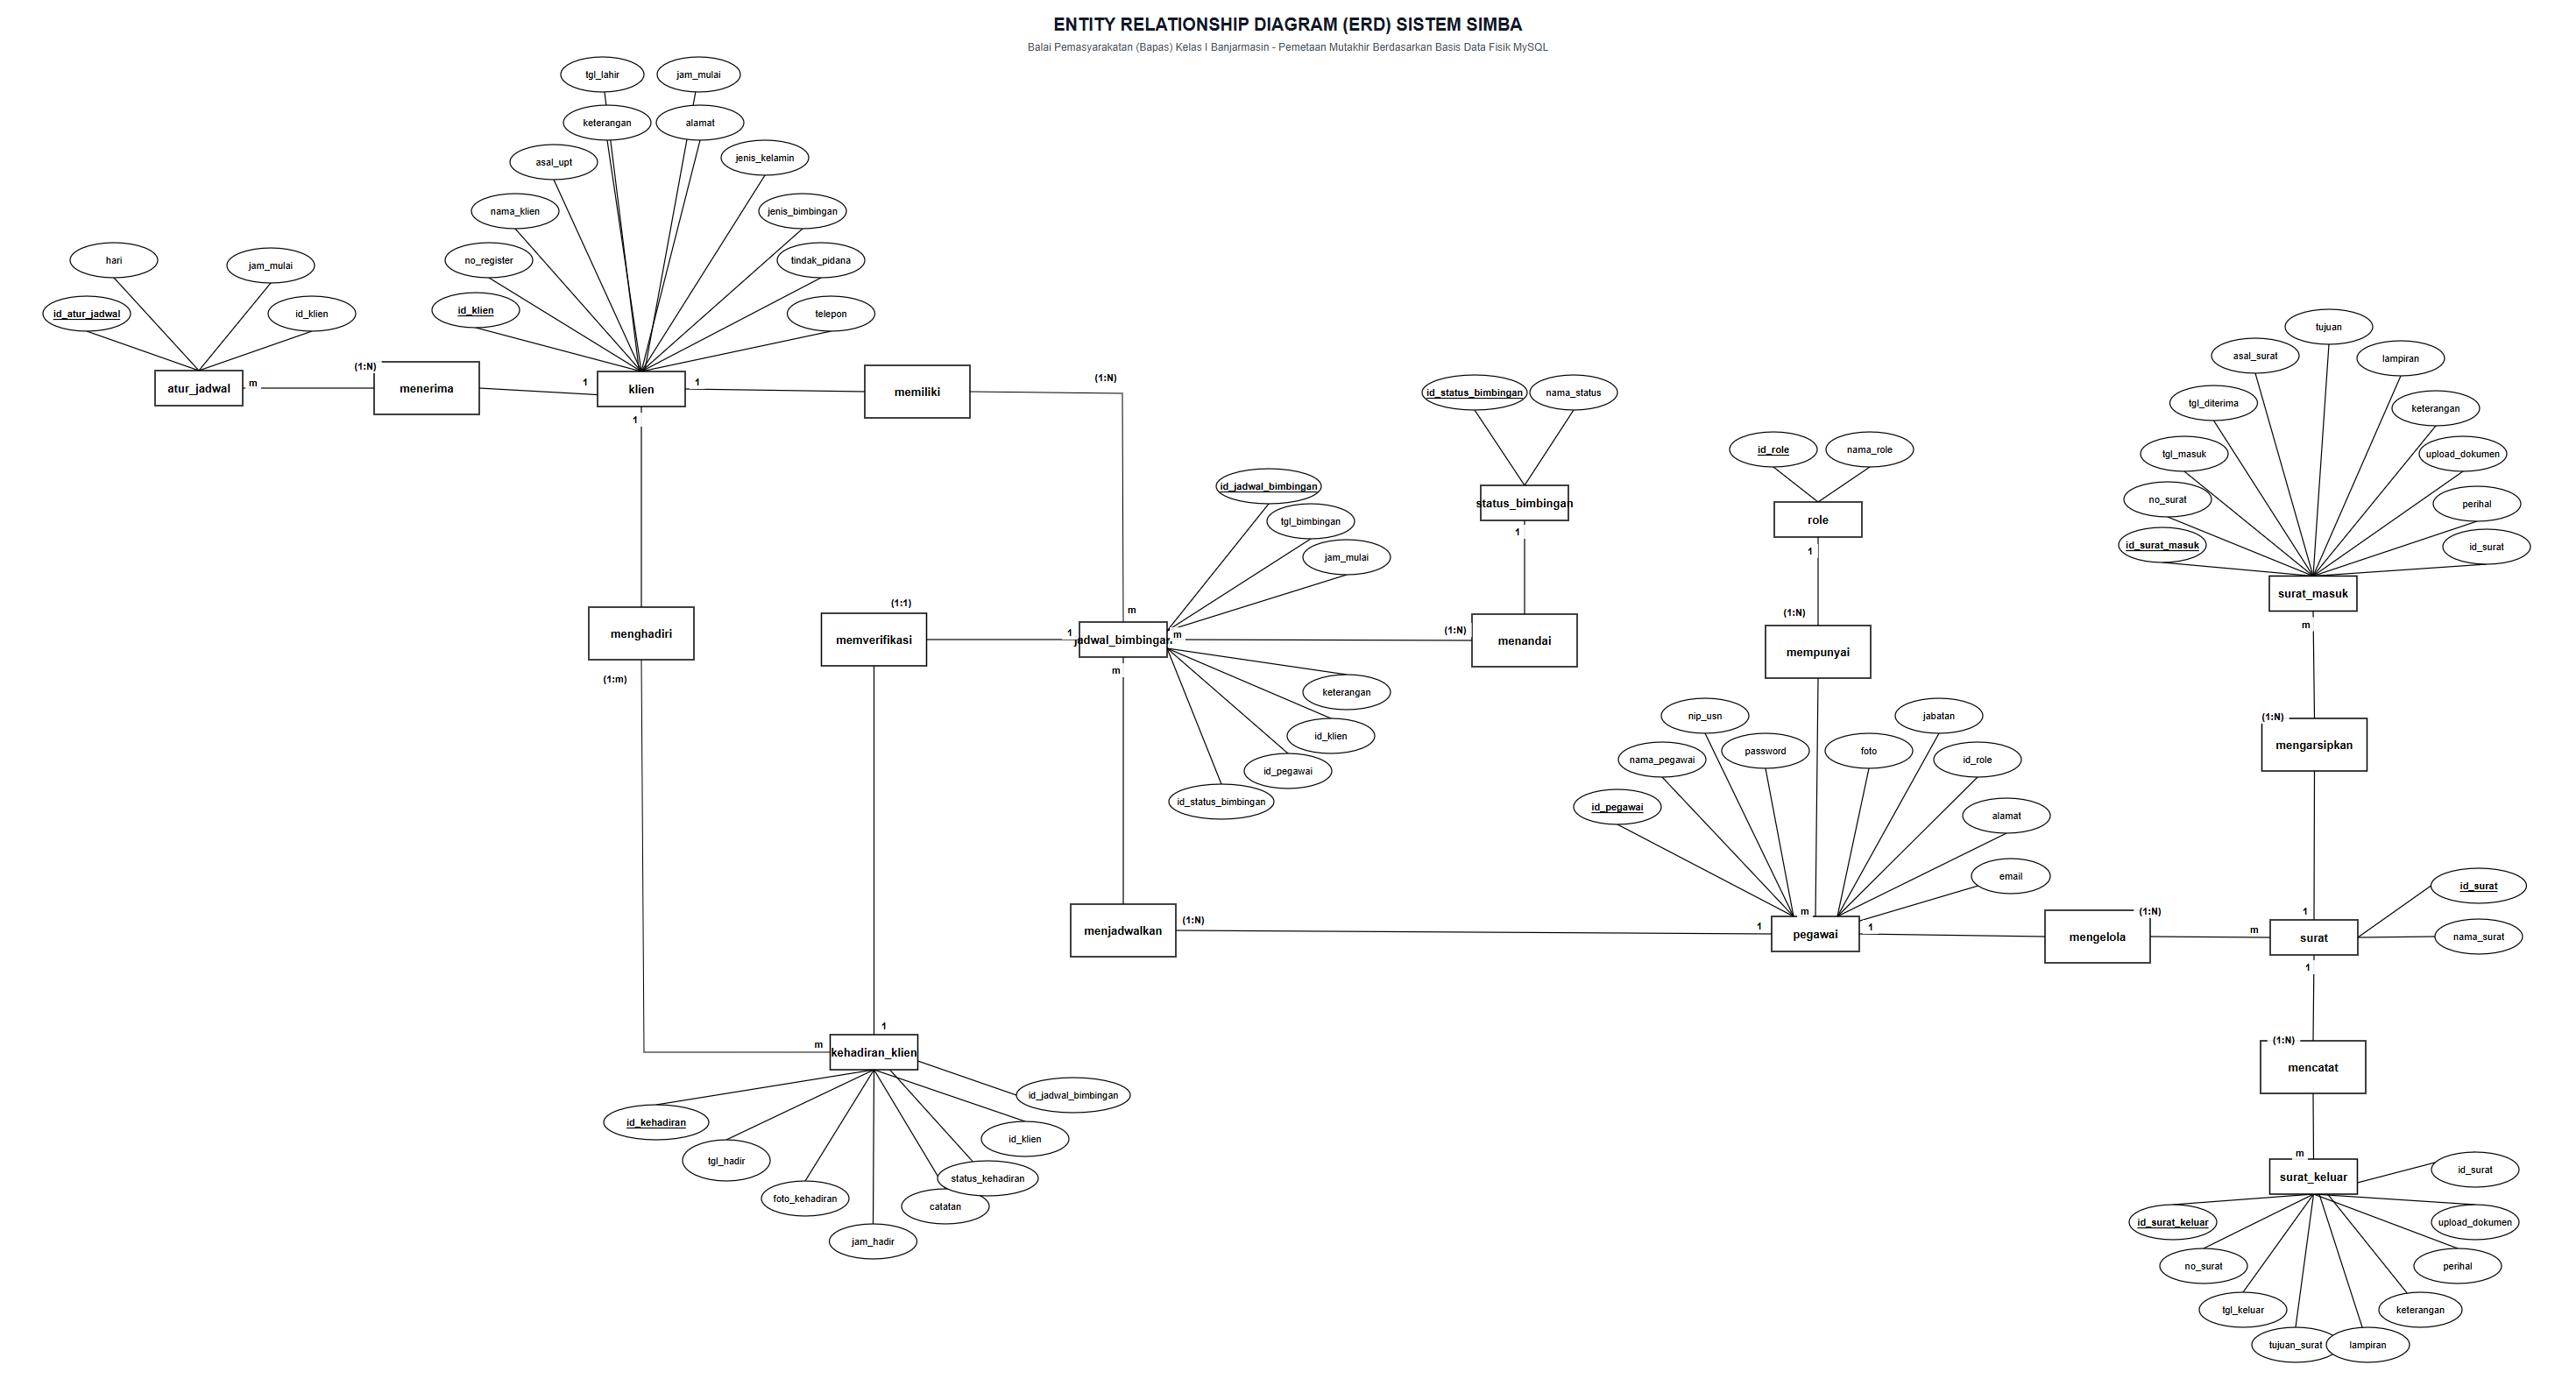 ENTITY RELATIONSHIP DIAGRAM (ERD) SISTEM SIMBA
Balai Pemasyarakatan (Bapas) Kelas I Banjarmasin - Pemetaan Mutakhir Berdasarkan Basis Data Fisik MySQL
tgl_lahir
jam_mulai
keterangan
alamat
asal_upt
jenis_kelamin
nama_klien
jenis_bimbingan
no_register
tindak_pidana
id_klien
telepon
hari
jam_mulai
id_atur_jadwal
id_klien
atur_jadwal
m
(1:N)
menerima
1
klien
1
1
memiliki
(1:N)
m
menghadiri
(1:m)
m
(1:1)
memverifikasi
1
1
id_jadwal_bimbingan
tgl_bimbingan
jam_mulai
jadwal_bimbingan
m
m
keterangan
id_klien
id_pegawai
id_status_bimbingan
id_status_bimbingan
nama_status
status_bimbingan
1
(1:N)
menandai
id_role
nama_role
role
1
(1:N)
mempunyai
nip_usn
jabatan
nama_pegawai
password
foto
id_role
id_pegawai
alamat
email
m
menjadwalkan
(1:N)
1
pegawai
1
mengelola
(1:N)
m
surat
1
1
id_surat
nama_surat
tujuan
asal_surat
lampiran
tgl_diterima
keterangan
tgl_masuk
upload_dokumen
no_surat
perihal
id_surat_masuk
id_surat
surat_masuk
m
(1:N)
mengarsipkan
(1:N)
mencatat
m
surat_keluar
id_surat
id_surat_keluar
upload_dokumen
no_surat
perihal
tgl_keluar
keterangan
tujuan_surat
lampiran
kehadiran_klien
id_jadwal_bimbingan
id_kehadiran
id_klien
tgl_hadir
status_kehadiran
foto_kehadiran
catatan
jam_hadir